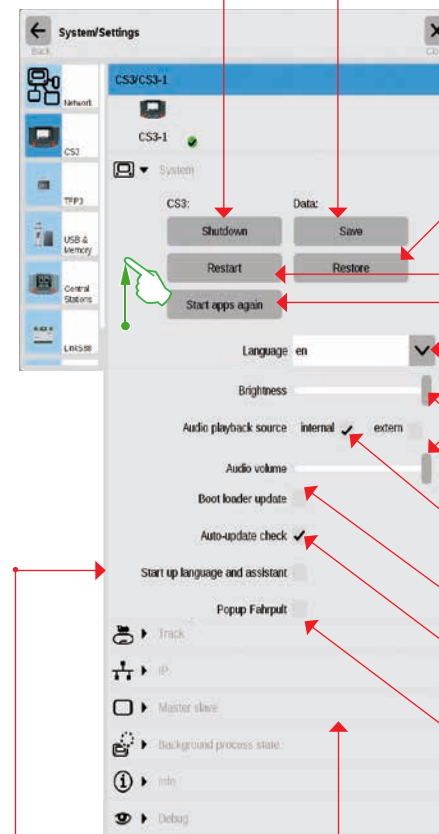 System/Settings
Back
Network
CS3
TFP3
USB & Memory
Central Stations
Link S88
CS3/CS3-1
CS3-1
System
CS3:
Data:
Shutdown
Save
Restart
Restore
Start apps again
Language en
Brightness
Audio playback source internal extern
Audio volume
Boot loader update
Auto-update check
Start up language and assistant
Popup Fahrpult
Track
IP
Master slave
Background process state
Info
Debug